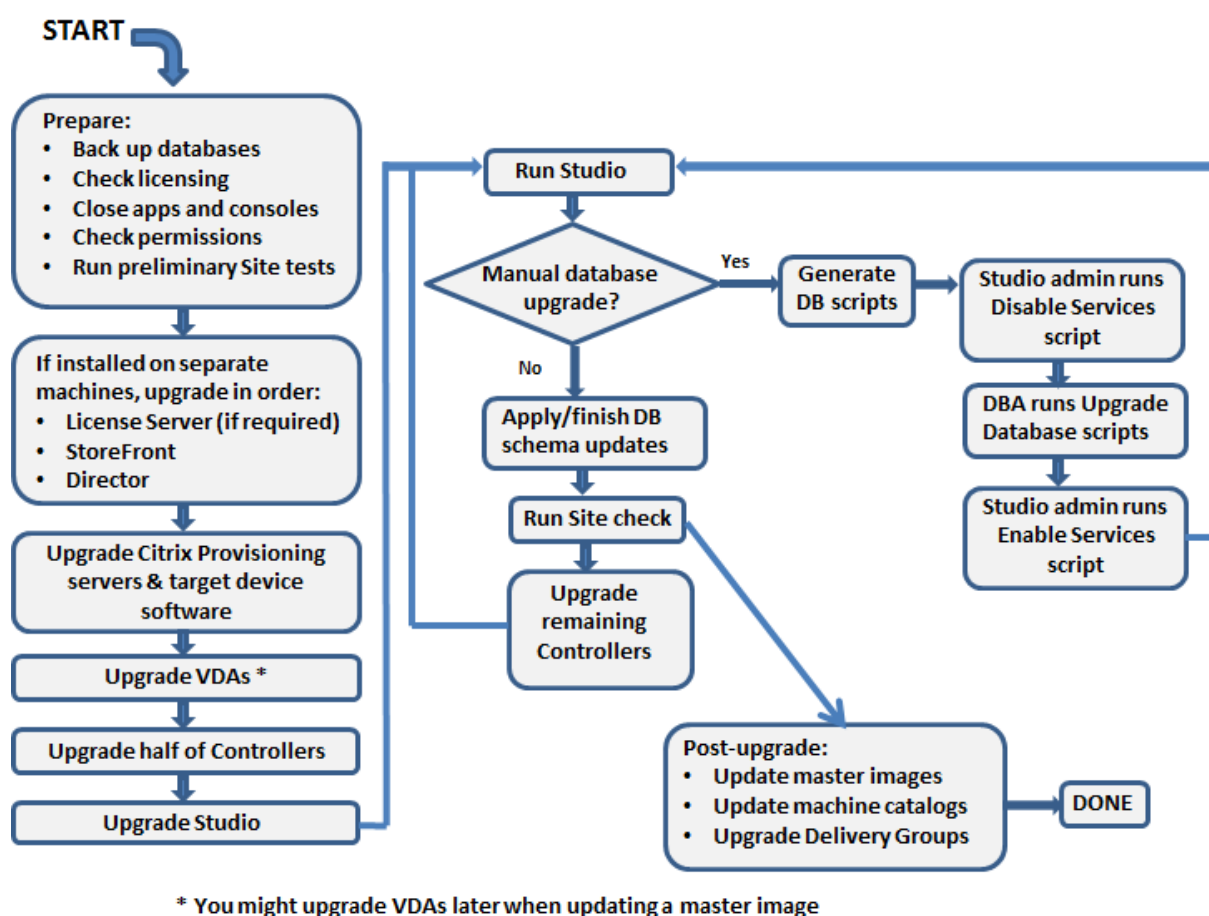 START
Prepare:
• Back up databases
• Check licensing
• Close apps and consoles
• Check permissions
• Run preliminary Site tests
If installed on separate
machines, upgrade in order:
• License Server (if required)
• StoreFront
• Director
Upgrade Citrix Provisioning
servers & target device
software
Upgrade VDAs *
Upgrade half of Controllers
Upgrade Studio
Run Studio
Manual database
upgrade?
Yes
No
Generate
DB scripts
Studio admin runs
Disable Services
script
DBA runs Upgrade
Database scripts
Studio admin runs
Enable Services
script
Apply/finish DB
schema updates
Run Site check
Upgrade
remaining
Controllers
Post-upgrade:
• Update master images
• Update machine catalogs
• Upgrade Delivery Groups
DONE
* You might upgrade VDAs later when updating a master image